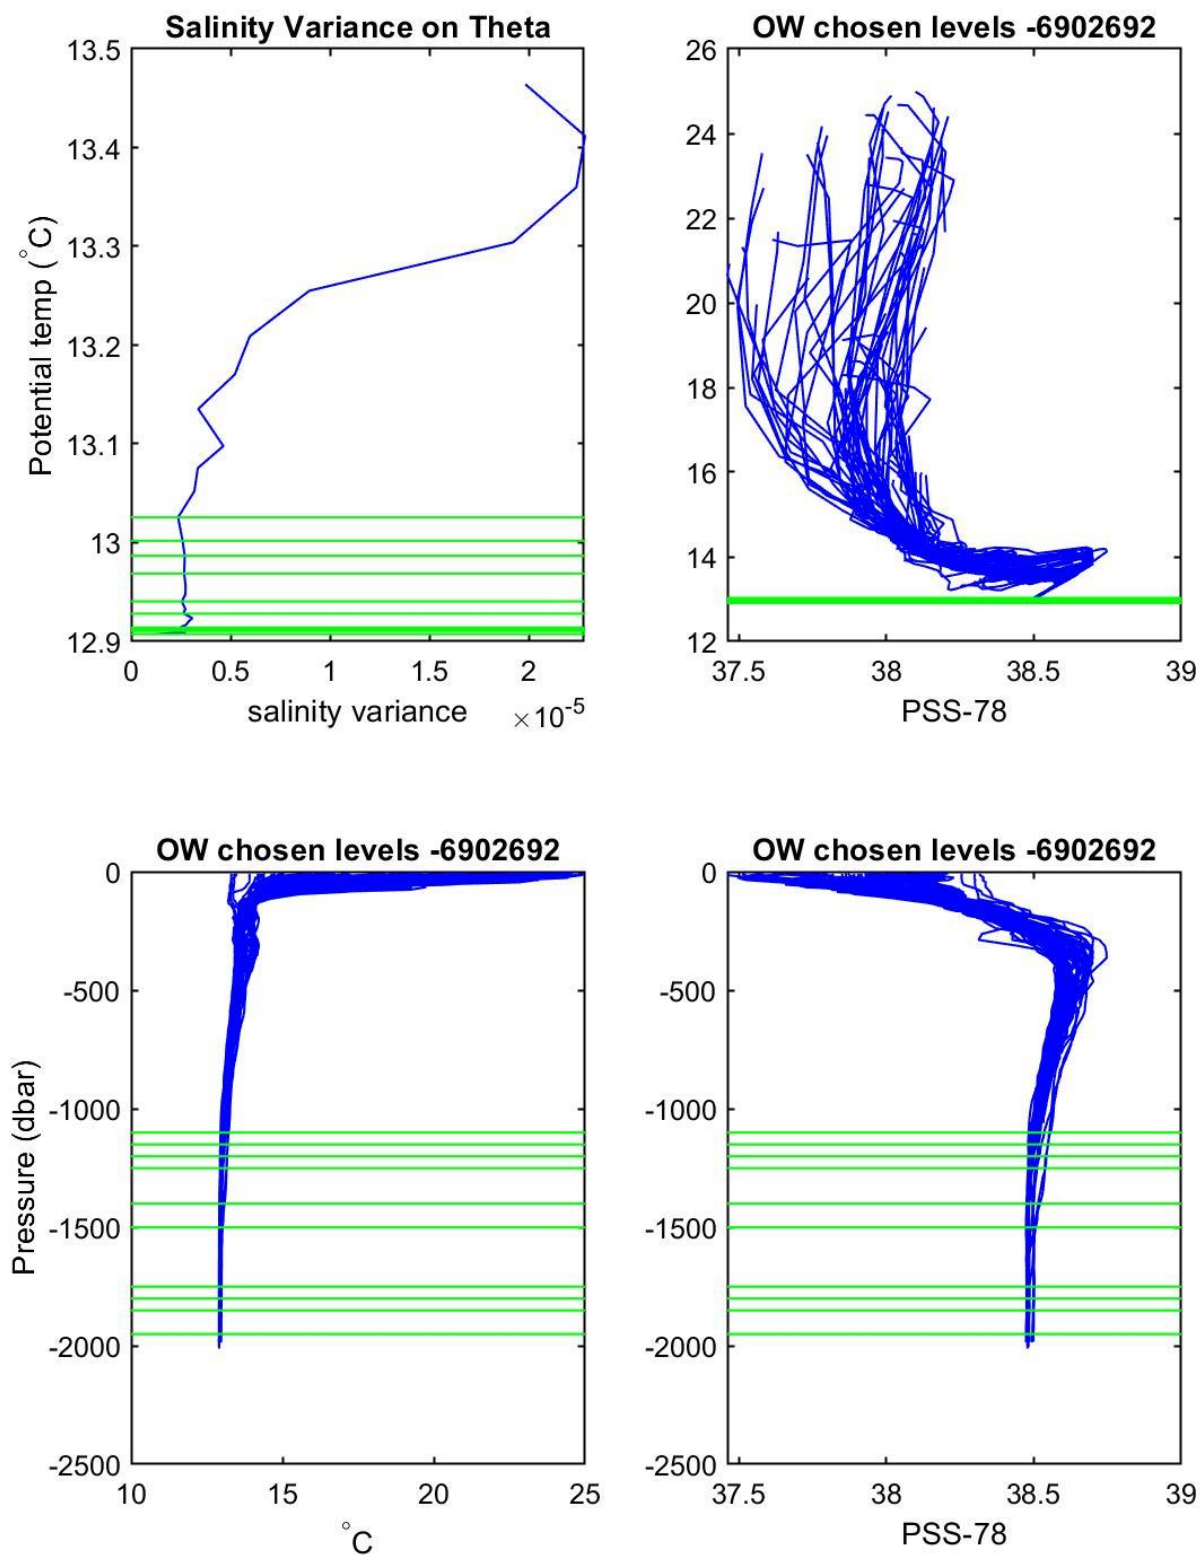 Salinity Variance on Theta
13.5
13.4
13.3
13.2
13.1
13
12.9
Potential temp (°C)
0 0.5 1 1.5 2
salinity variance ×10-5
OW chosen levels -6902692
26
24
22
20
18
16
14
12
37.5 38 38.5 39
PSS-78
OW chosen levels -6902692
0
-500
-1000
-1500
-2000
-2500
Pressure (dbar)
10 15 20 25
°C
OW chosen levels -6902692
0
-500
-1000
-1500
-2000
-2500
37.5 38 38.5 39
PSS-78